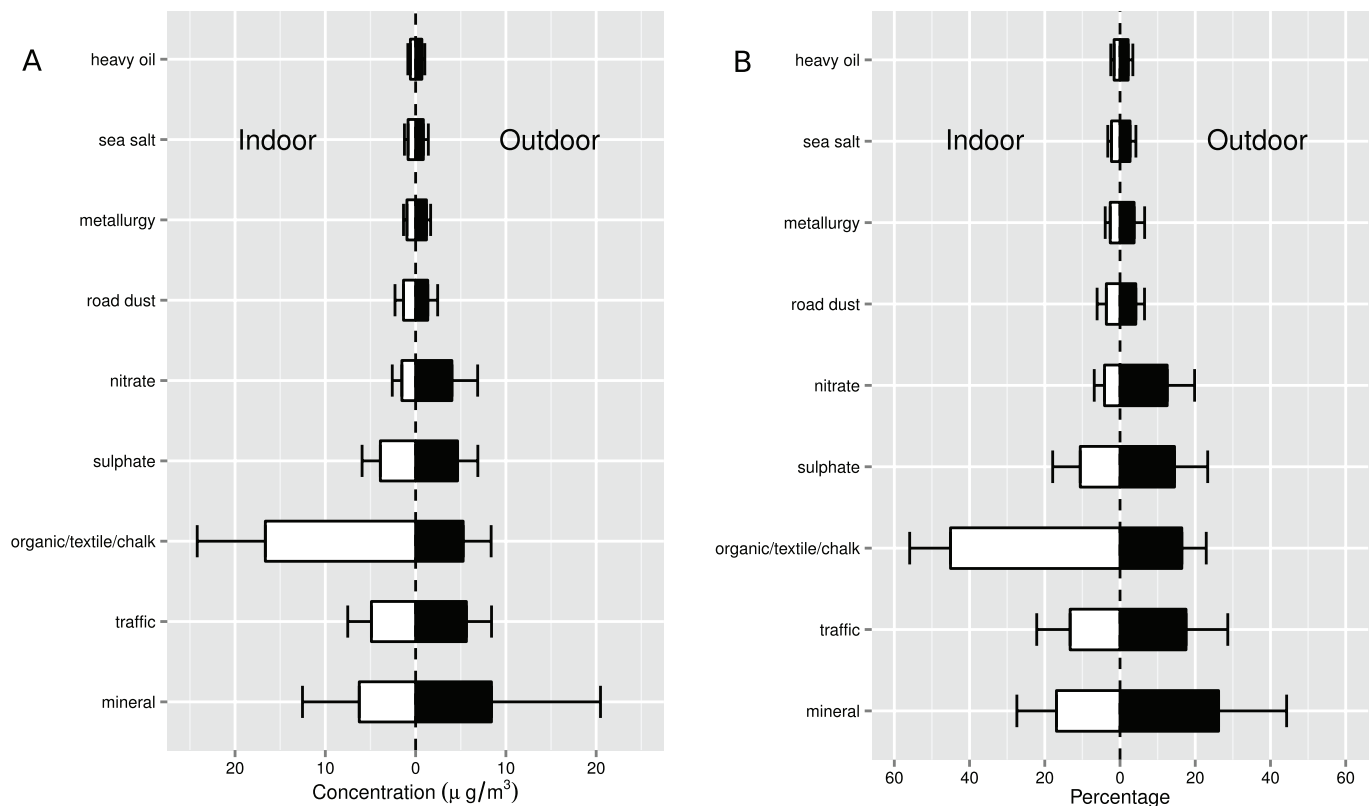 A
heavy oil
sea salt
metallurgy
road dust
nitrate
sulphate
organic/textile/chalk
traffic
mineral
Indoor
Outdoor
20 10 0 10 20
Concentration (μ g/m³)
B
heavy oil
sea salt
metallurgy
road dust
nitrate
sulphate
organic/textile/chalk
traffic
mineral
Indoor
Outdoor
60 40 20 0 20 40 60
Percentage